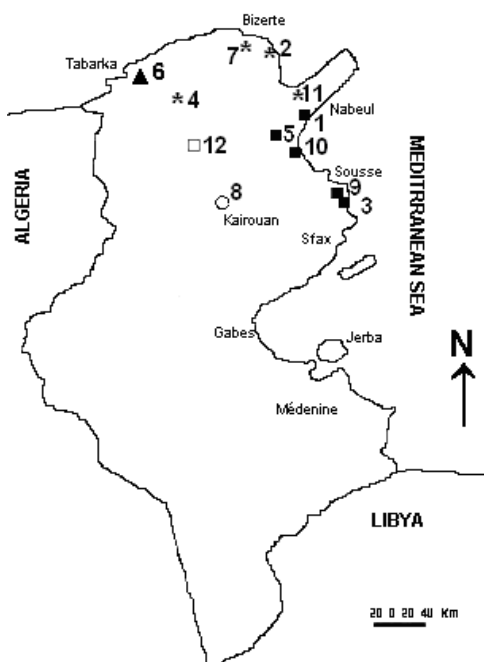 Bizerte
7
2
Tabarka
6
4
11
Nabeul
1
5
12
10
Sousse
9
8
3
Kairouan
Sfax
ALGERIA
MEDITRRANEAN SEA
Gabes
Jerba
N
Médenine
LIBYA
20 0 20 40 Km